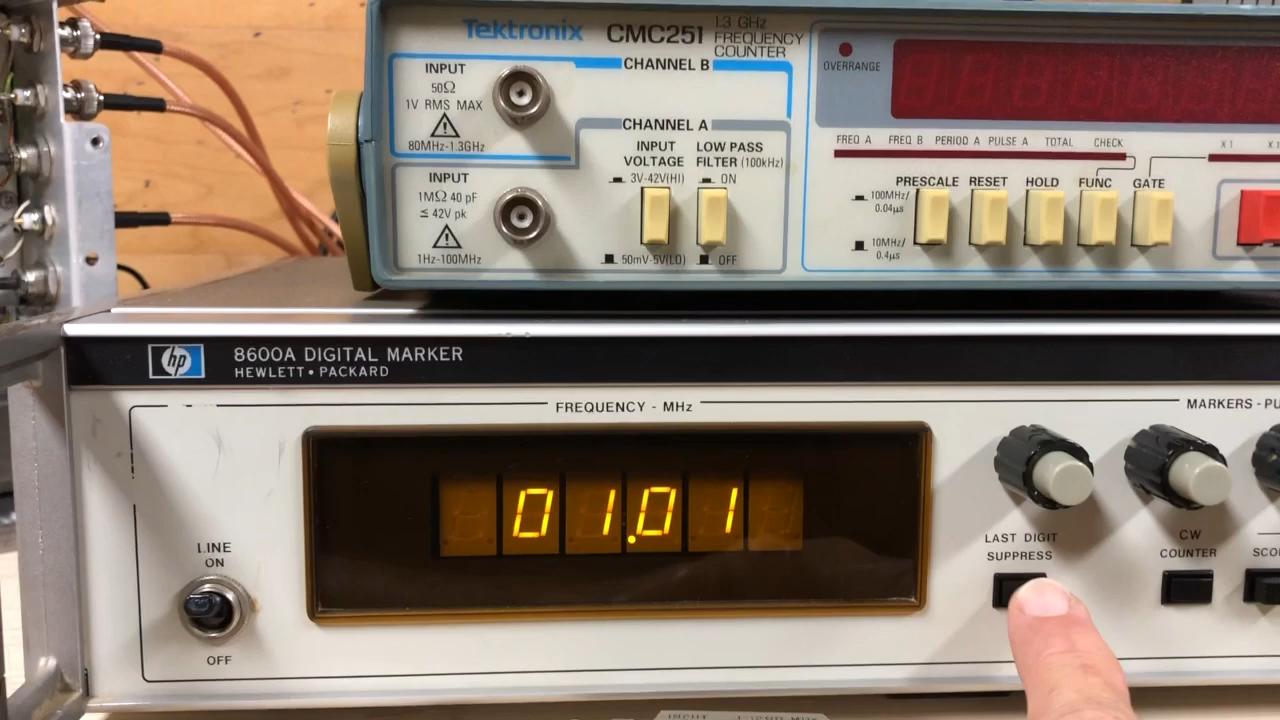 Tektronix CMC251 1.3 GHz
FREQUENCY
COUNTER
CHANNEL B
INPUT
50Ω
1V RMS MAX
80MHz-1.3GHz
CHANNEL A
INPUT
VOLTAGE
3V-42V(HI)
50mV-5V(LO)
LOW PASS
FILTER (100kHz)
ON
OFF
INPUT
1MΩ 40 pF
≤ 42V pk
1Hz-100MHz
OVERRANGE
FREQ A FREQ B PERIOD A PULSE A TOTAL CHECK
X 1
PRESCALE RESET HOLD FUNC GATE
100MHz/
0.04µs
10MHz/
0.4µs
hp 8600A DIGITAL MARKER
HEWLETT • PACKARD
FREQUENCY - MHz
MARKERS - PU
01.01
LINE
ON
OFF
LAST DIGIT
SUPPRESS
CW
COUNTER